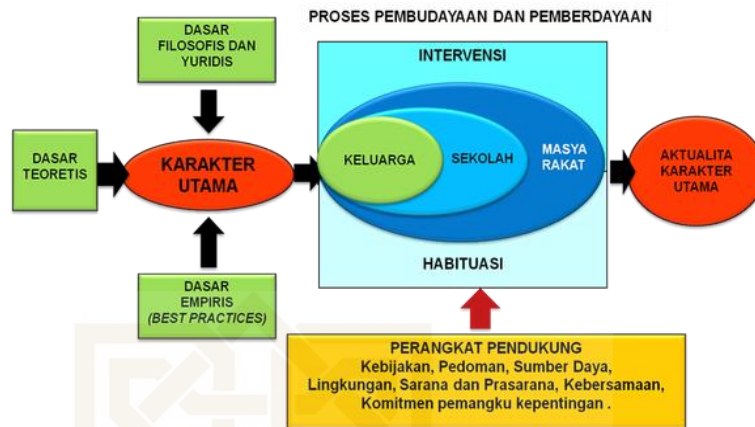 PROSES PEMBUDAYAAN DAN PEMBERDAYAAN
DASAR
FILOSOFIS DAN
YURIDIS
INTERVENSI
DASAR
TEORETIS
KARAKTER
UTAMA
KELUARGA
SEKOLAH
MASYA
RAKAT
AKTUALITA
KARAKTER
UTAMA
HABITUASI
DASAR
EMPIRIS
(BEST PRACTICES)
PERANGKAT PENDUKUNG
Kebijakan, Pedoman, Sumber Daya,
Lingkungan, Sarana dan Prasarana, Kebersamaan,
Komitmen pemangku kepentingan .